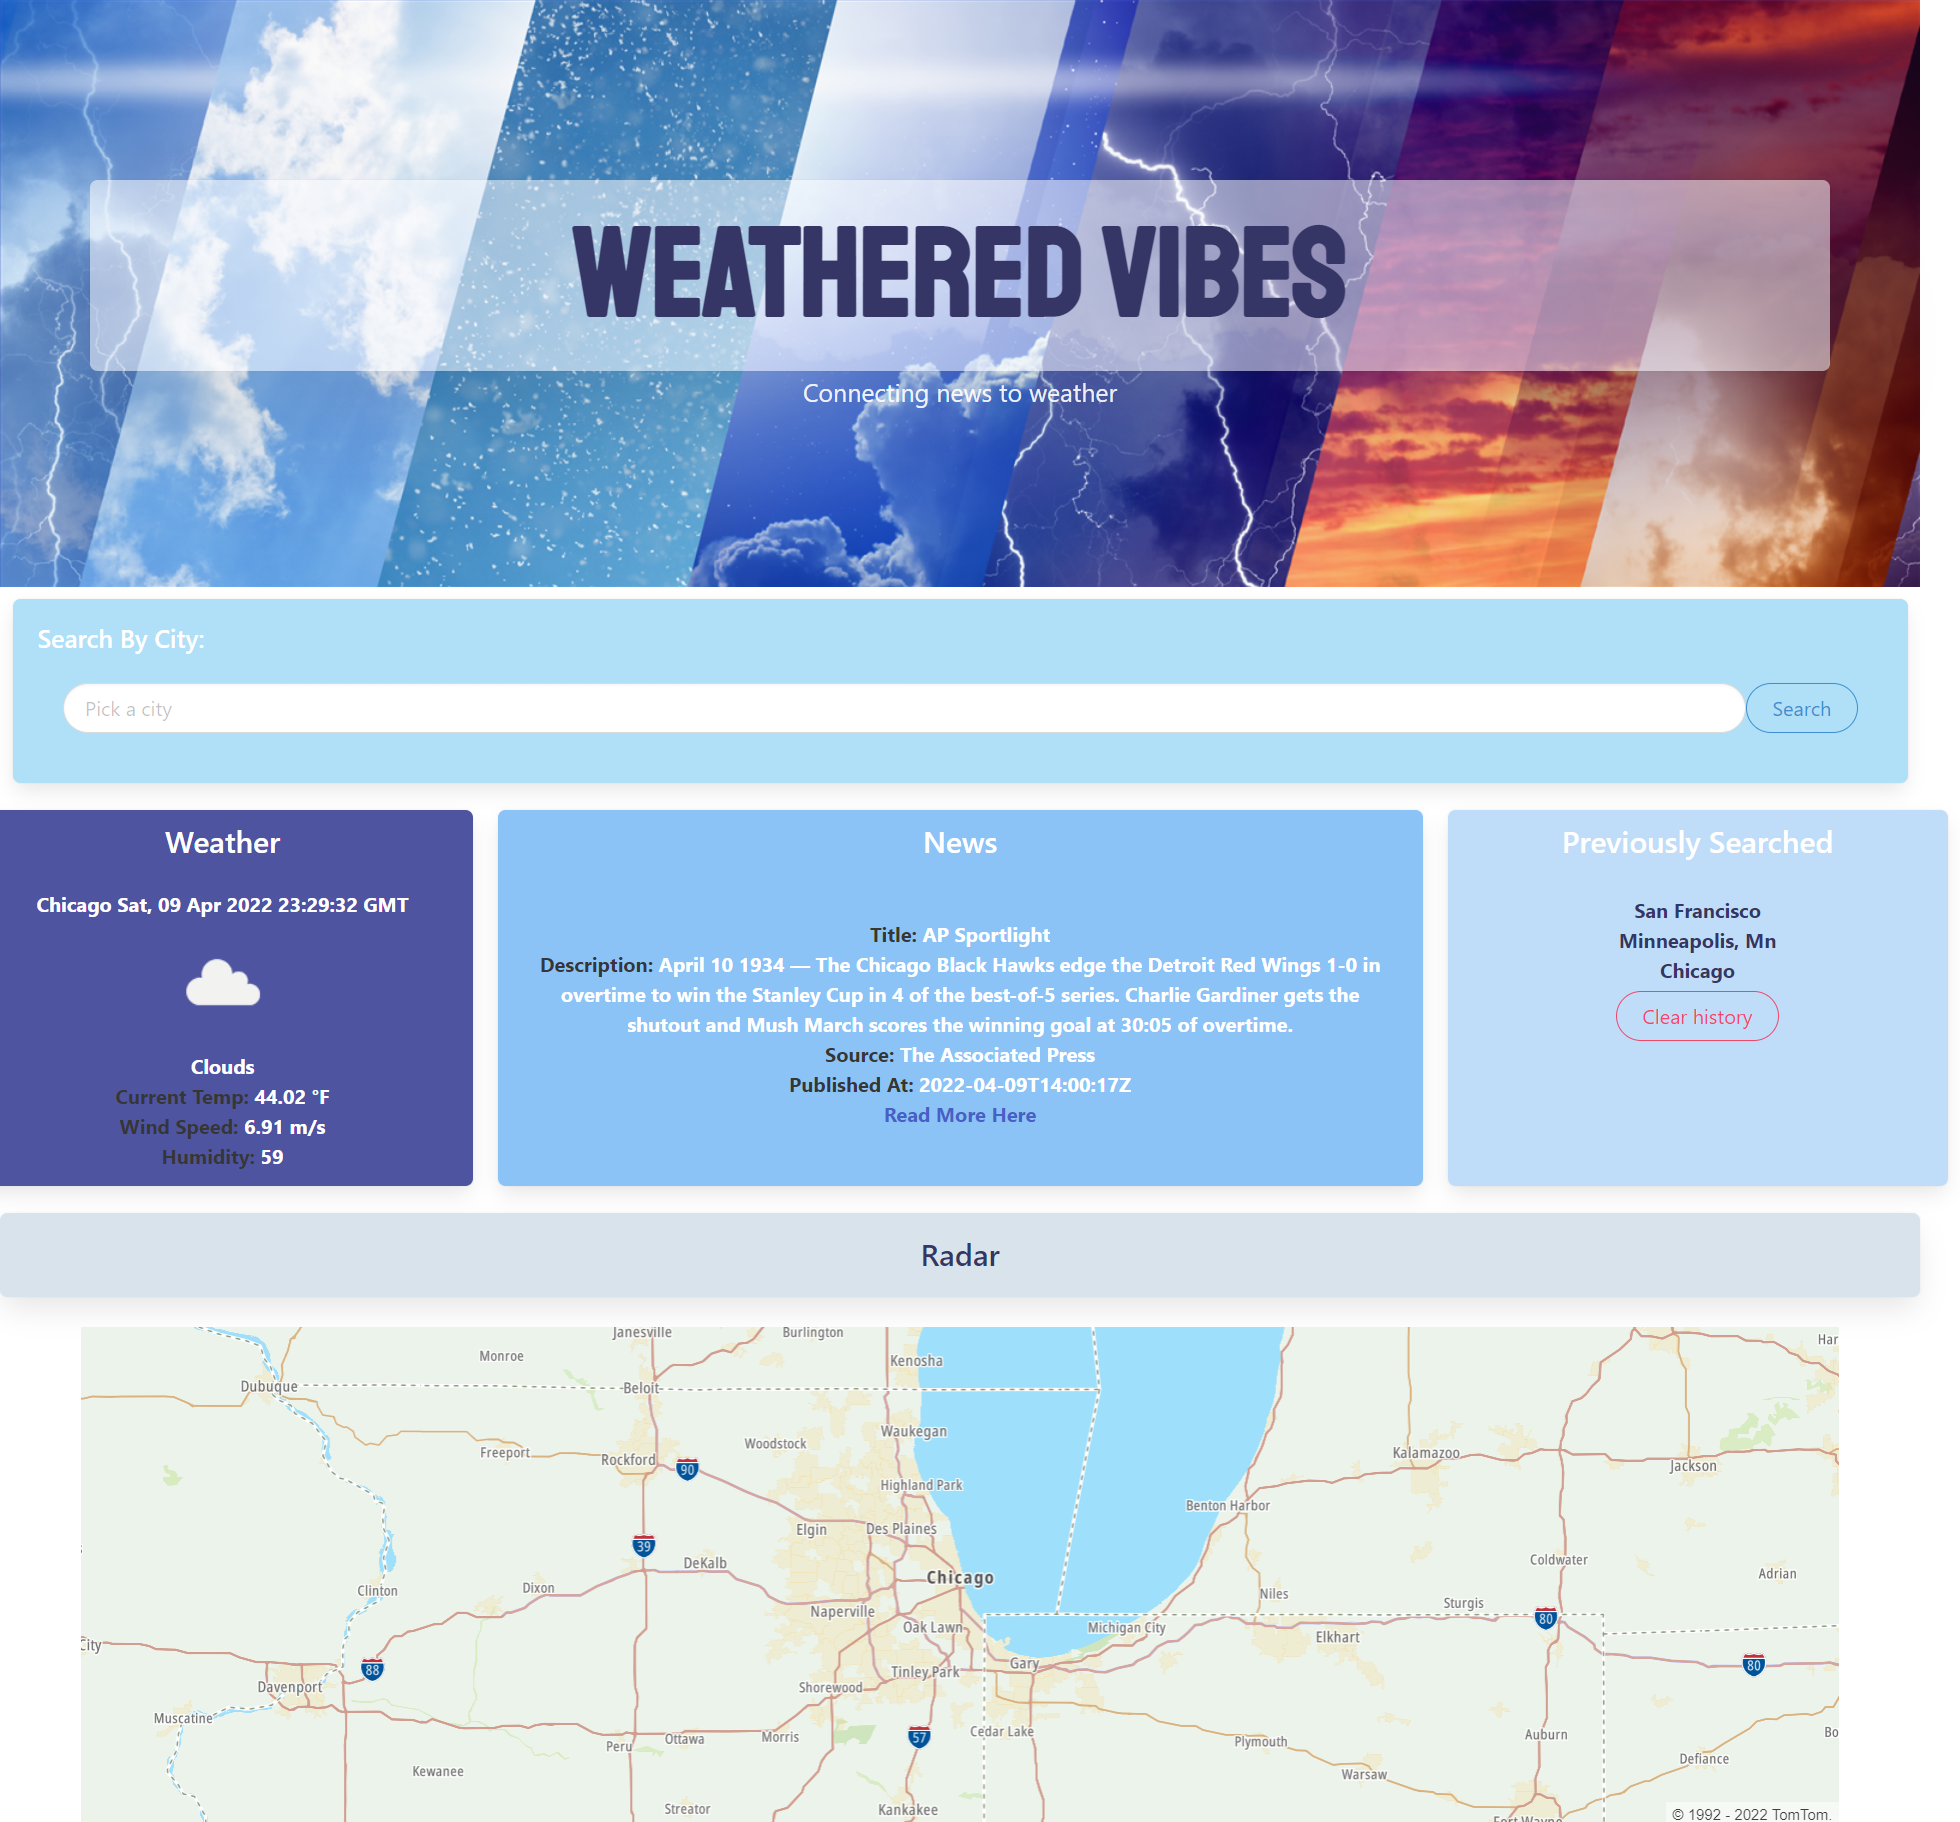 WEATHERED VIBES
Connecting news to weather
Search By City:
Pick a city
Search
Weather
Chicago Sat, 09 Apr 2022 23:29:32 GMT
Clouds
Current Temp: 44.02 °F
Wind Speed: 6.91 m/s
Humidity: 59
News
Title: AP Sportlight
Description: April 10 1934 — The Chicago Black Hawks edge the Detroit Red Wings 1-0 in
overtime to win the Stanley Cup in 4 of the best-of-5 series. Charlie Gardiner gets the
shutout and Mush March scores the winning goal at 30:05 of overtime.
Source: The Associated Press
Published At: 2022-04-09T14:00:17Z
Read More Here
Previously Searched
San Francisco
Minneapolis, Mn
Chicago
Clear history
Radar
Janesville
Burlington
Har
Monroe
Kenosha
Dubuque
Beloit
Waukegan
Woodstock
Freeport
Rockford
90
Kalamazoo
Jackson
Highland Park
Benton Harbor
Elgin
Des Plaines
39
DeKalb
Coldwater
Adrian
Chicago
Clinton
Dixon
Niles
Sturgis
Naperville
80
Oak Lawn
Michigan City
Elkhart
City
88
Tinley Park
Gary
80
Davenport
Shorewood
Muscatine
Cedar Lake
57
Morris
Ottawa
Peru
Plymouth
Auburn
Bo
Defiance
Kewanee
Warsaw
Streator
Kankakee
Fort Wayne
© 1992 - 2022 TomTom.